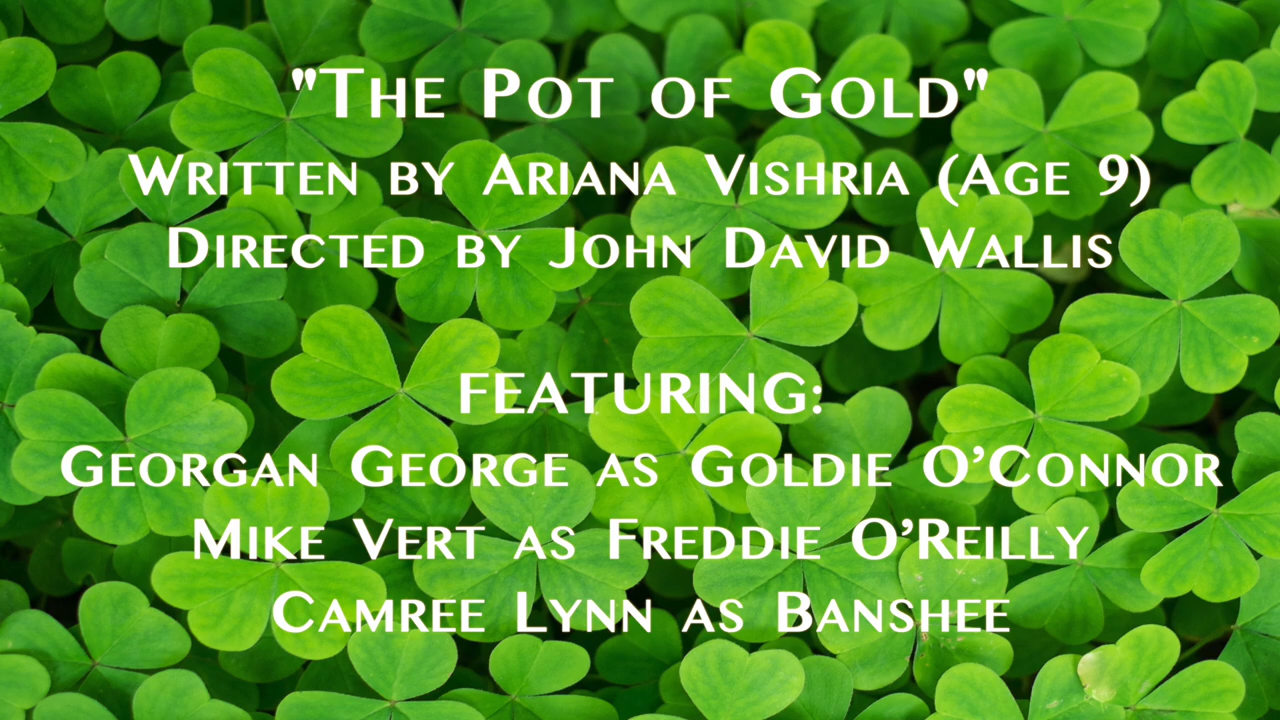 "The Pot of Gold"
Written by Ariana Vishria (Age 9)
Directed by John David Wallis
FEATURING:
Georgan George as Goldie O’Connor
Mike Vert as Freddie O’Reilly
Camree Lynn as Banshee